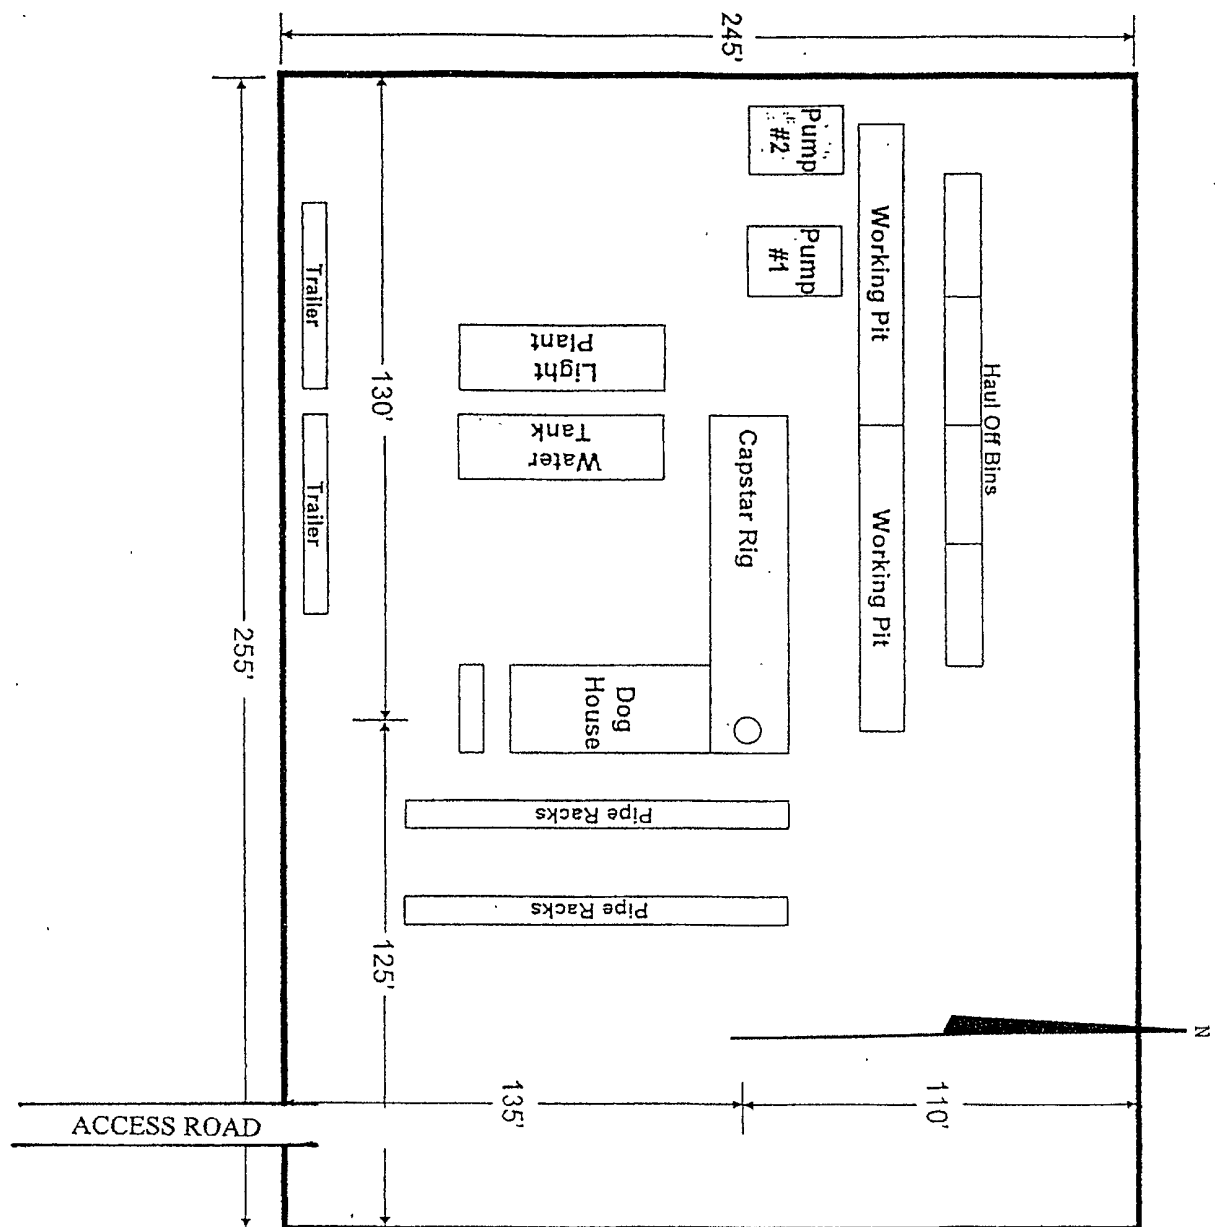 245'
Pump
#2
Pump
#1
Working Pit
Working Pit
Haul Off Bins
Trailer
Trailer
130'
Light
Plant
Water
Tank
Capstar Rig
255'
Dog
House
Pipe Racks
Pipe Racks
125'
N
135'
110'
ACCESS ROAD